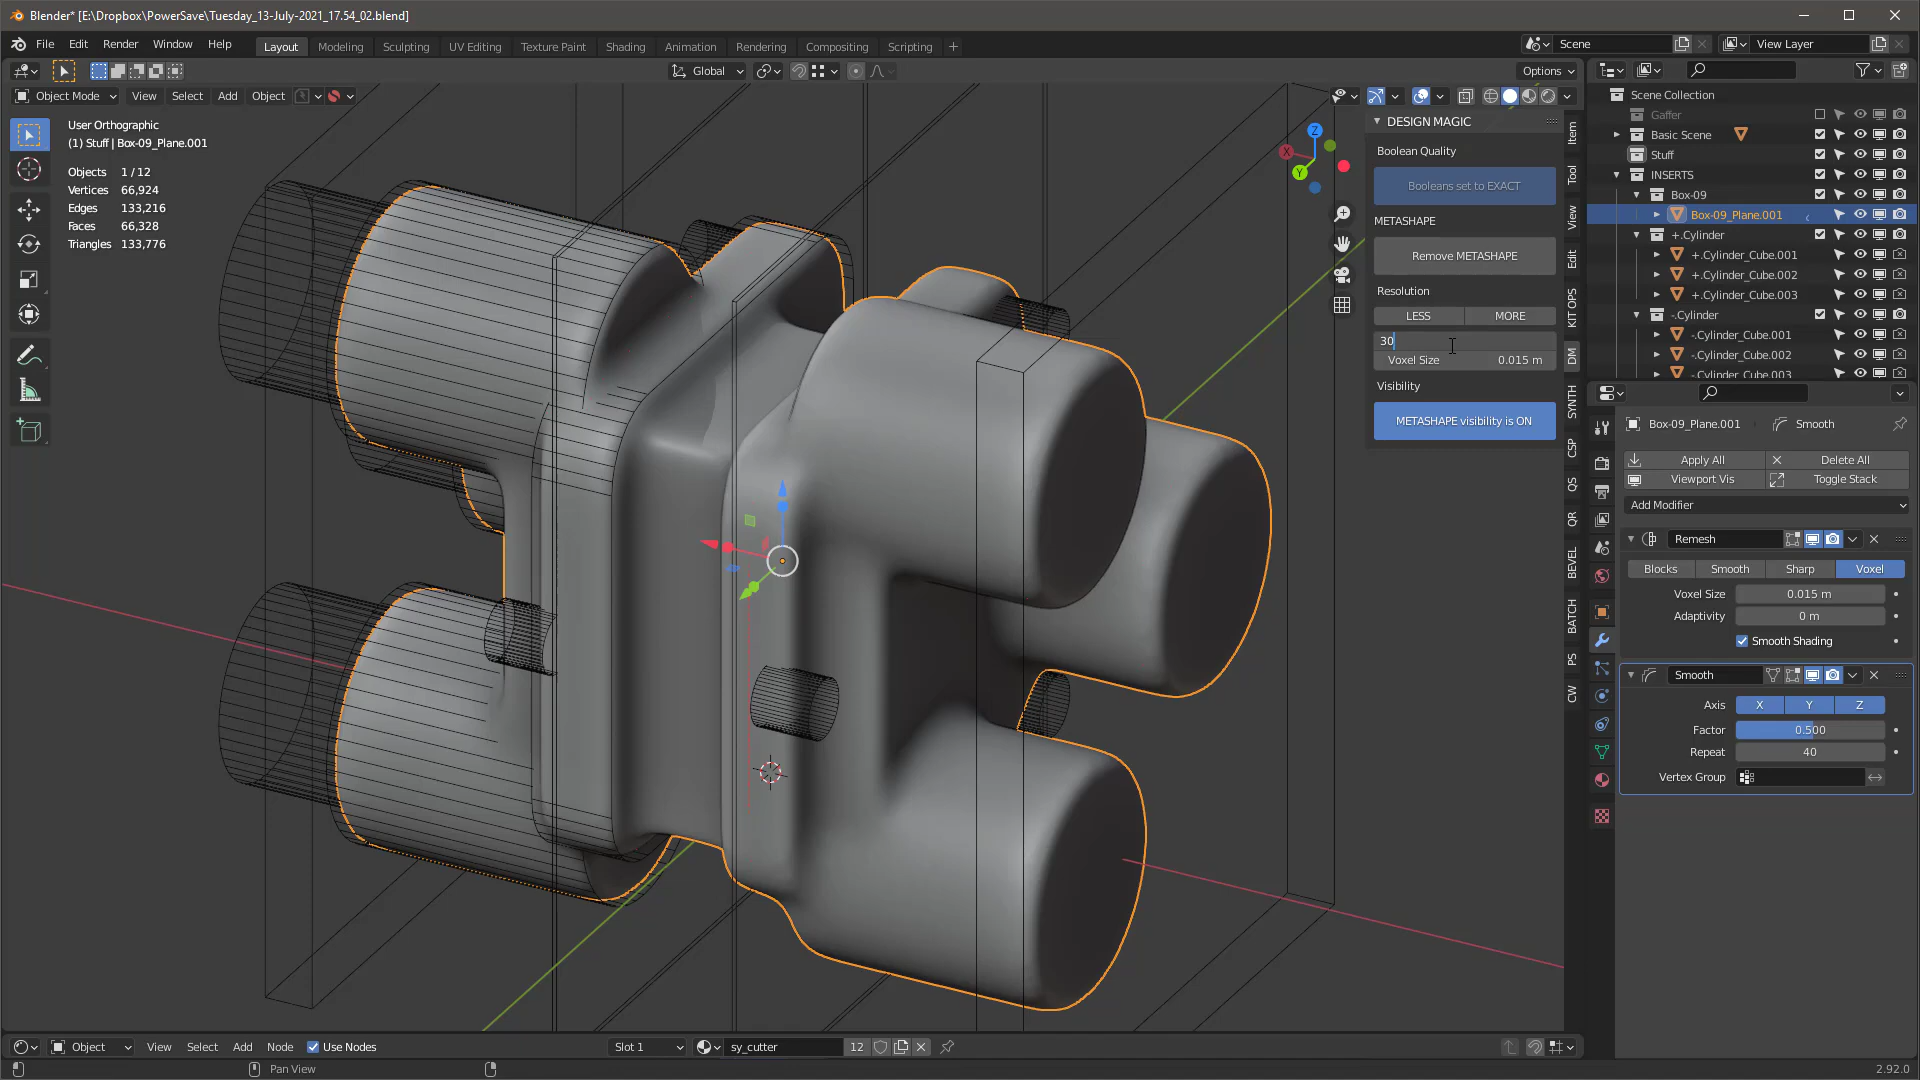 Blender* [E:\Dropbox\PowerSave\Tuesday_13-July-2021_17.54_02.blend]
File Edit Render Window Help Layout Modeling Sculpting UV Editing Texture Paint Shading Animation Rendering Compositing Scripting + Scene View Layer
Global Options
Object Mode View Select Add Object
User Orthographic
(1) Stuff | Box-09_Plane.001
Objects 1 / 12
Vertices 66,924
Edges 133,216
Faces 66,328
Triangles 133,776
Z
X
Y
DESIGN MAGIC
Boolean Quality
Booleans set to EXACT
METASHAPE
Remove METASHAPE
Resolution
LESS MORE
30
Voxel Size 0.015 m
Visibility
METASHAPE visibility is ON
Item
Tool
View
Edit
KIT OPS
DM
SYNTH
CSP
QS
QR
BEVEL
BATCH
PS
CW
Scene Collection
Gaffer
Basic Scene
Stuff
INSERTS
Box-09
Box-09_Plane.001
+.Cylinder
+.Cylinder_Cube.001
+.Cylinder_Cube.002
+.Cylinder_Cube.003
-.Cylinder
-.Cylinder_Cube.001
-.Cylinder_Cube.002
-.Cylinder_Cube.003
Box-09_Plane.001 Smooth
Apply All Delete All
Viewport Vis Toggle Stack
Add Modifier
Remesh
Blocks Smooth Sharp Voxel
Voxel Size 0.015 m
Adaptivity 0 m
Smooth Shading
Smooth
Axis X Y Z
Factor 0.500
Repeat 40
Vertex Group
Object View Select Add Node Use Nodes Slot 1 sy_cutter 12
Pan View 2.92.0